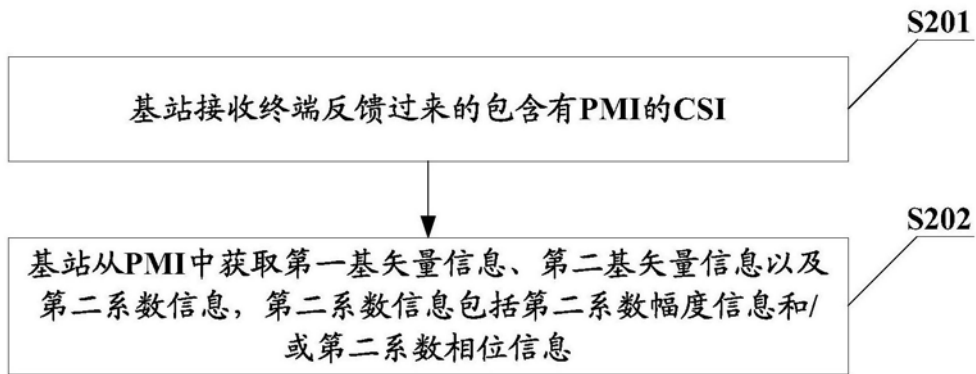 S201
基站接收终端反馈过来的包含有PMI的CSI
S202
基站从PMI中获取第一基矢量信息、第二基矢量信息以及
第二系数信息，第二系数信息包括第二系数幅度信息和/
或第二系数相位信息